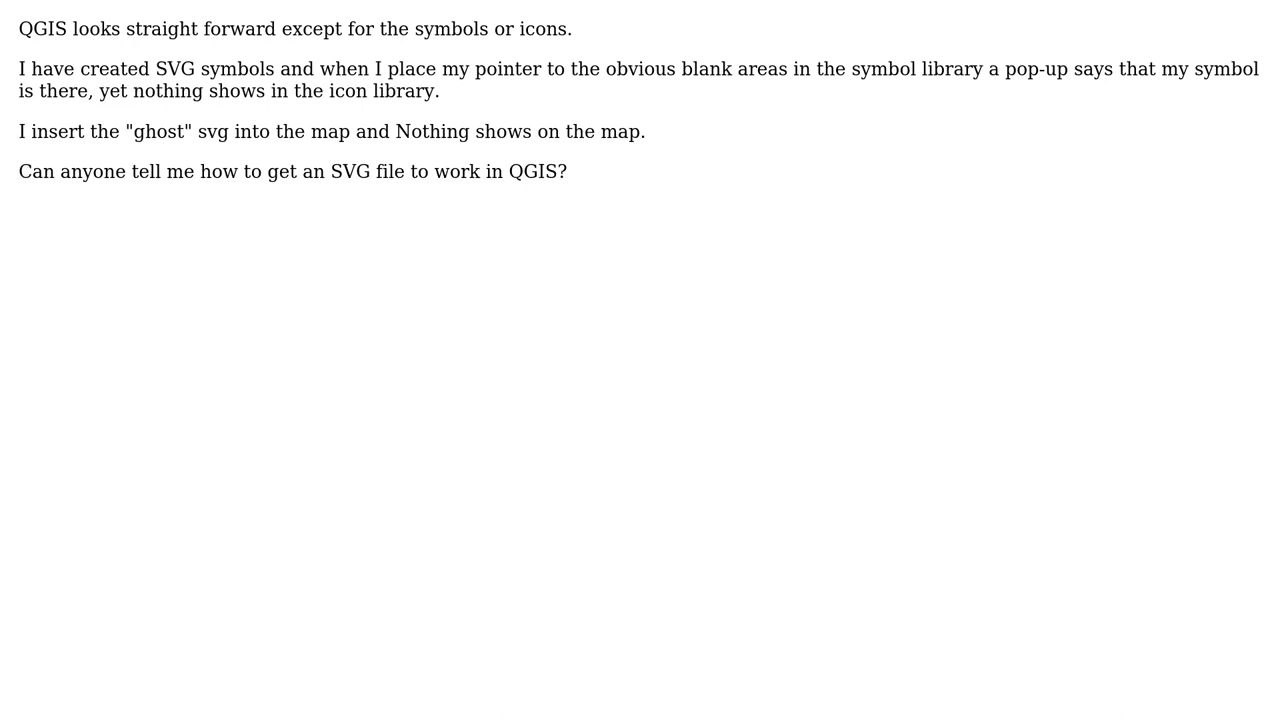 QGIS looks straight forward except for the symbols or icons.
I have created SVG symbols and when I place my pointer to the obvious blank areas in the symbol library a pop-up says that my symbol
is there, yet nothing shows in the icon library.
I insert the "ghost" svg into the map and Nothing shows on the map.
Can anyone tell me how to get an SVG file to work in QGIS?